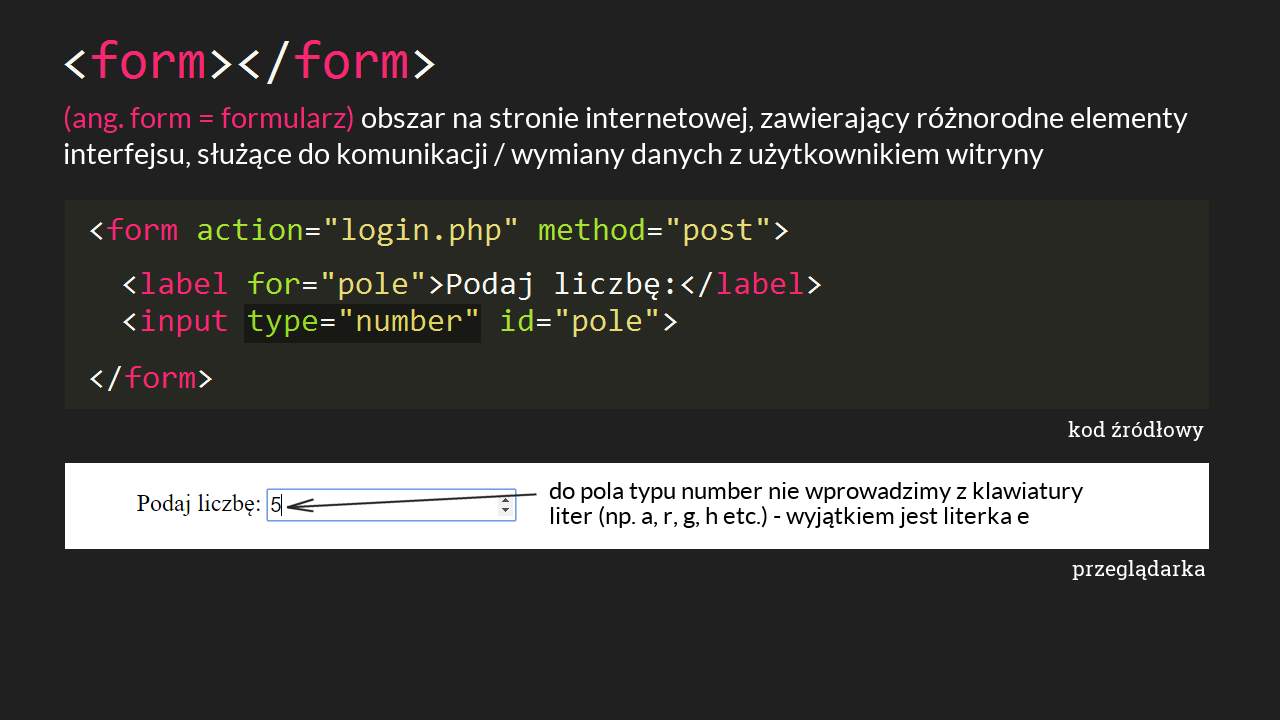 <form></form>
(ang. form = formularz) obszar na stronie internetowej, zawierający różnorodne elementy
interfejsu, służące do komunikacji / wymiany danych z użytkownikiem witryny
<form action="login.php" method="post">
<label for="pole">Podaj liczbę:</label>
<input type="number" id="pole">
</form>
kod źródłowy
Podaj liczbę: 5
do pola typu number nie wprowadzimy z klawiatury
liter (np. a, r, g, h etc.) - wyjątkiem jest literka e
przeglądarka